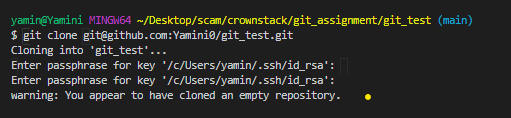 yamin@Yamini MINGW64 ~/Desktop/scam/crownstack/git_assignment/git_test (main)
$ git clone git@github.com:Yamini0/git_test.git
Cloning into 'git_test'...
Enter passphrase for key '/c/Users/yamin/.ssh/id_rsa':
Enter passphrase for key '/c/Users/yamin/.ssh/id_rsa':
warning: You appear to have cloned an empty repository.